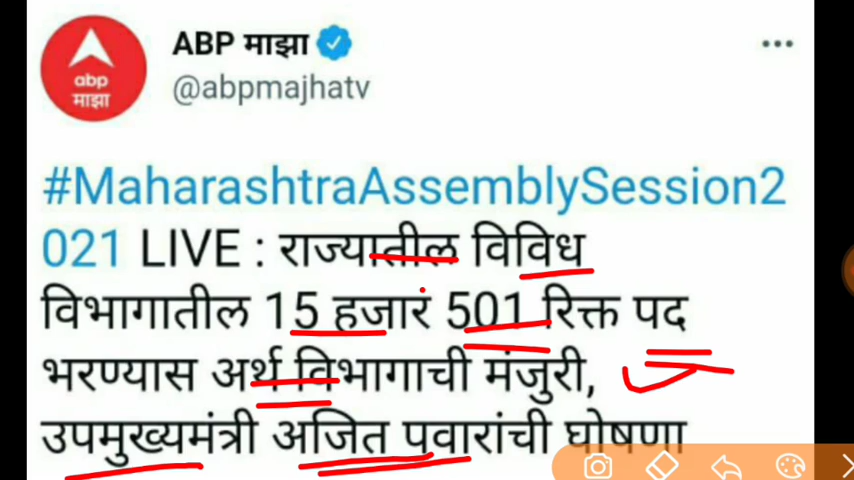 abp
माझा
ABP माझा
@abpmajhatv
#MaharashtraAssemblySession2
021 LIVE : राज्यातील विविध
विभागातील 15 हजारं 501 रिक्त पद
भरण्यास अर्थ विभागाची मंजुरी,
उपमुख्यमंत्री अजित पवारांची घोषणा